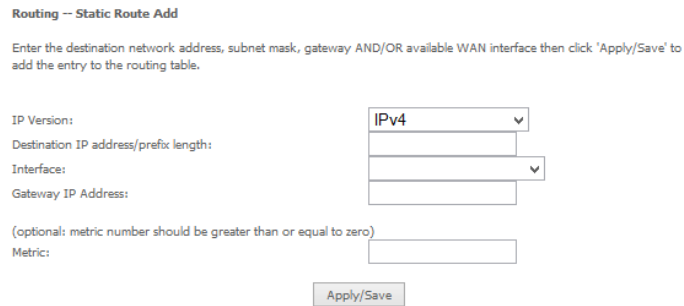 Routing -- Static Route Add
Enter the destination network address, subnet mask, gateway AND/OR available WAN interface then click 'Apply/Save' to
add the entry to the routing table.
IP Version: IPv4
Destination IP address/prefix length:
Interface:
Gateway IP Address:
(optional: metric number should be greater than or equal to zero)
Metric:
Apply/Save